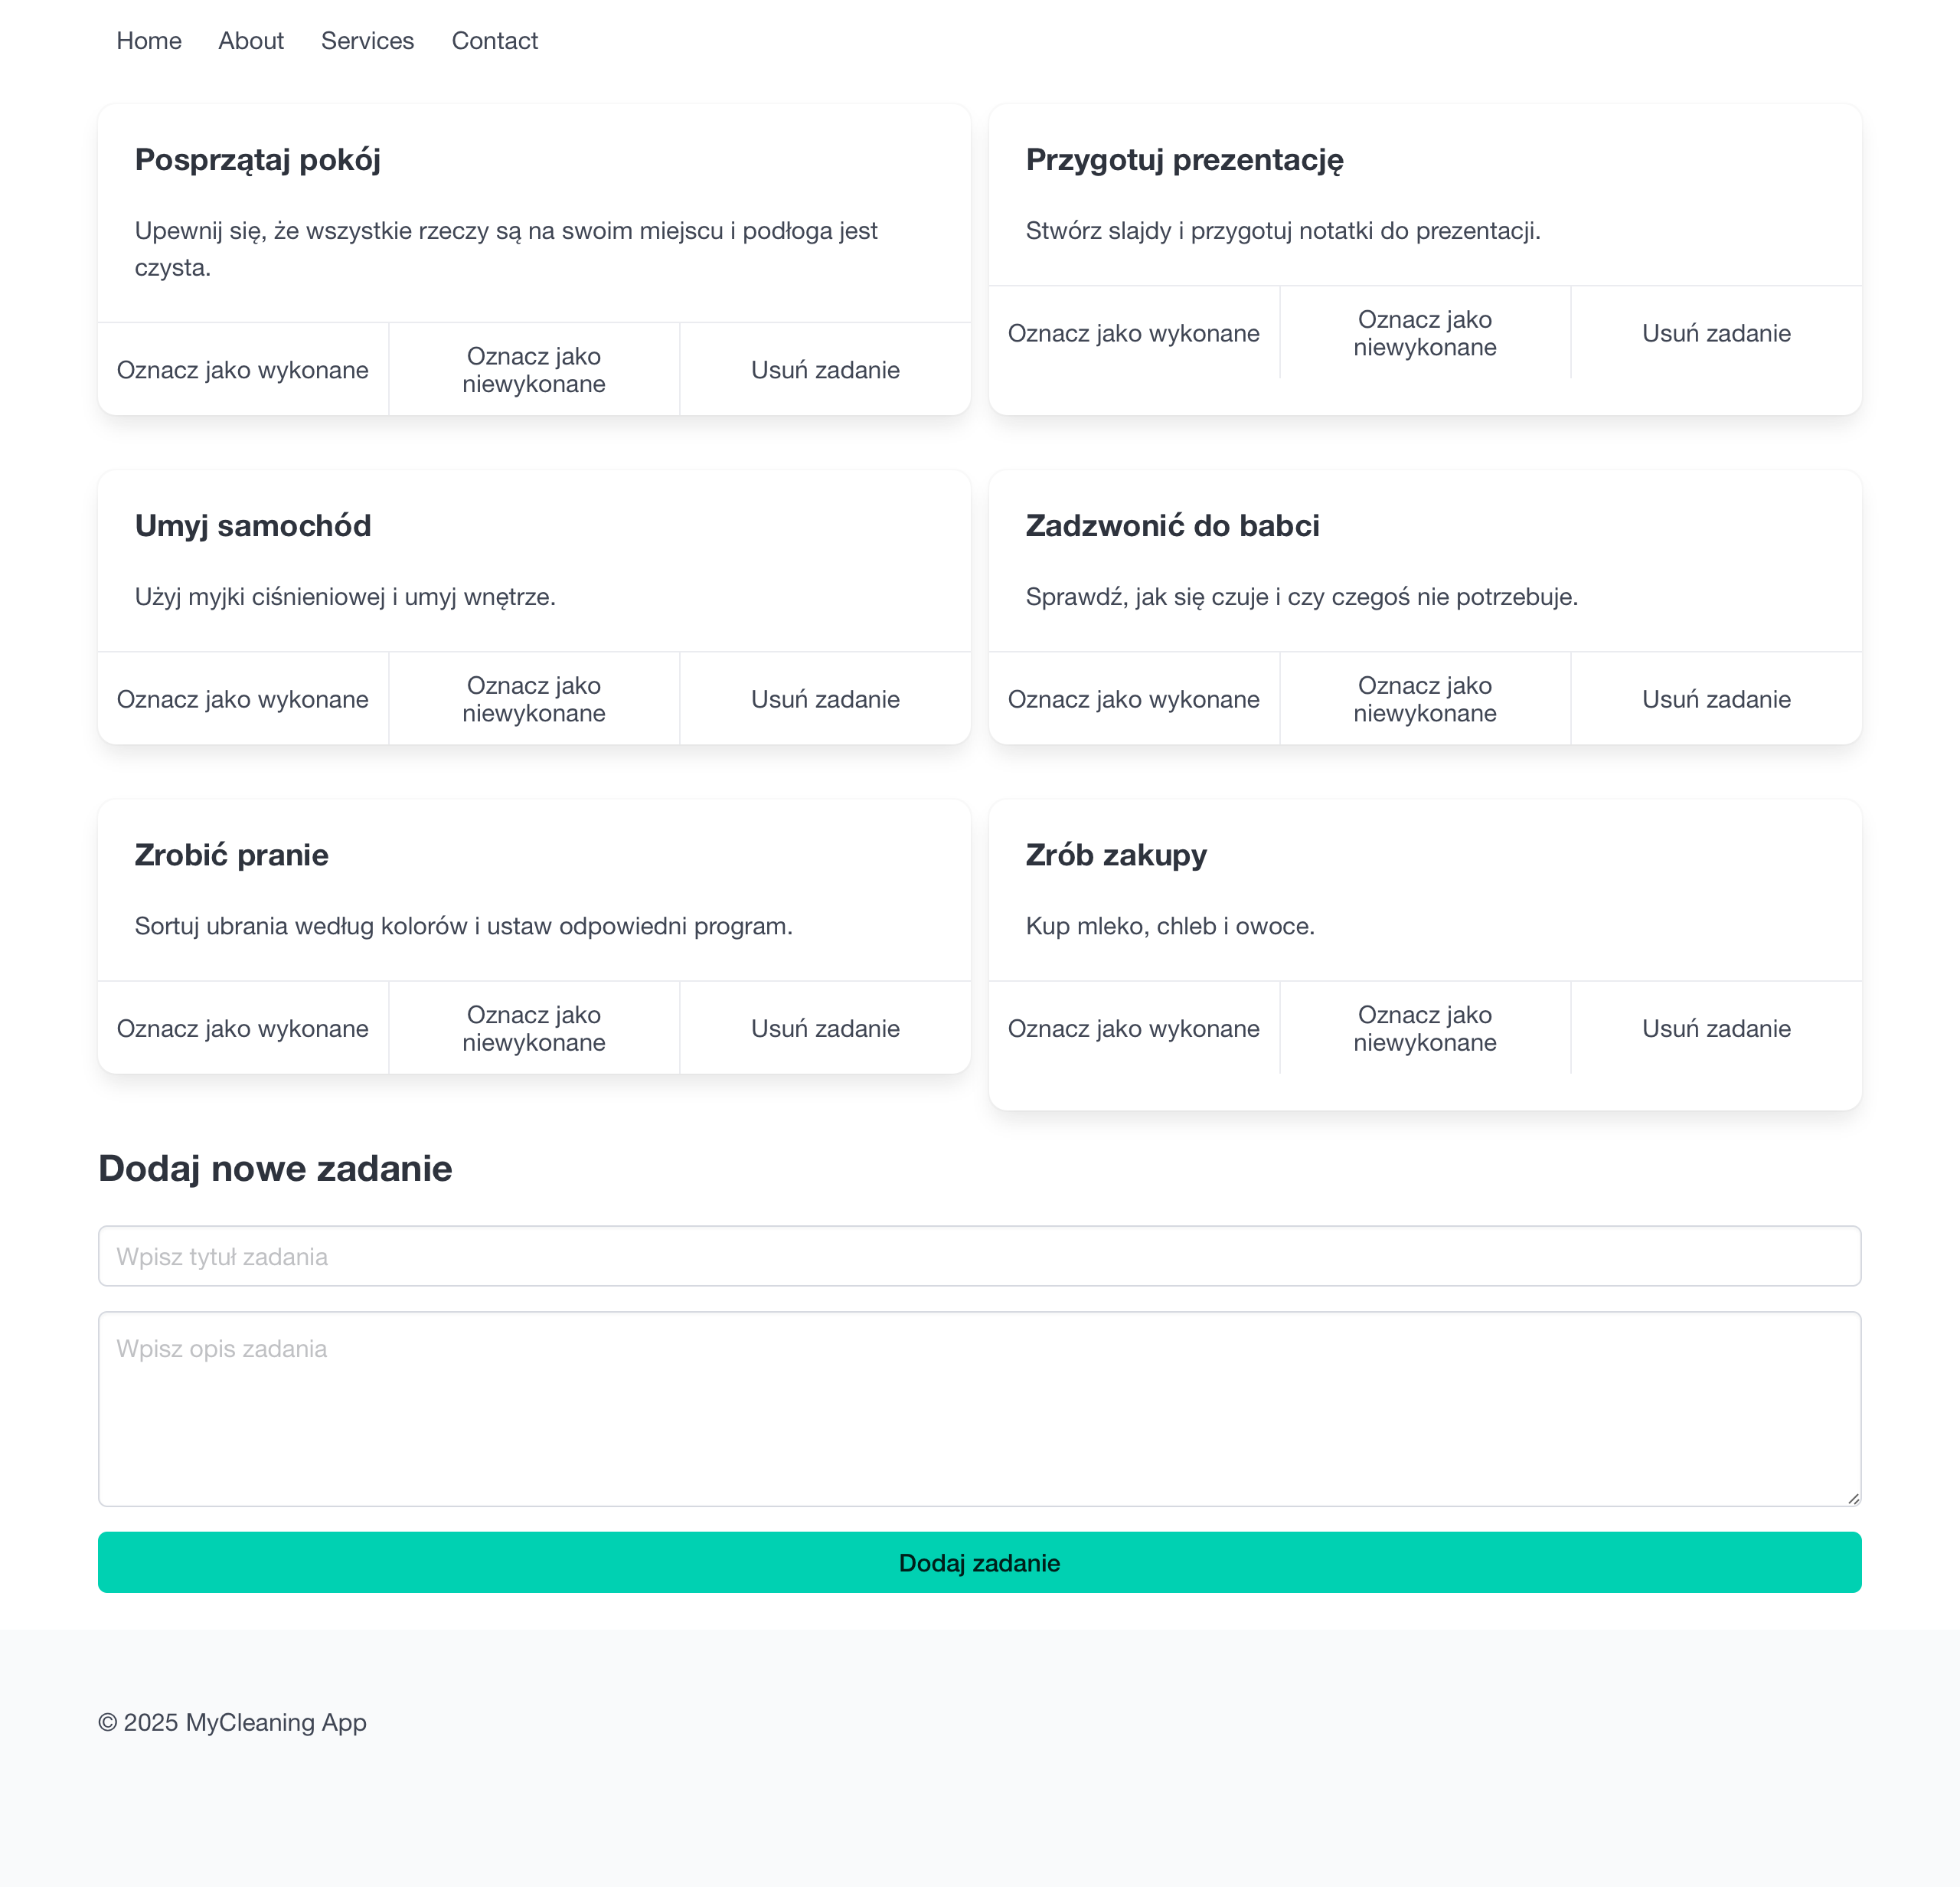 Home About Services Contact
Posprzątaj pokój
Upewnij się, że wszystkie rzeczy są na swoim miejscu i podłoga jest
czysta.
Oznacz jako wykonane
Oznacz jako
niewykonane
Usuń zadanie
Przygotuj prezentację
Stwórz slajdy i przygotuj notatki do prezentacji.
Oznacz jako wykonane
Oznacz jako
niewykonane
Usuń zadanie
Umyj samochód
Użyj myjki ciśnieniowej i umyj wnętrze.
Oznacz jako wykonane
Oznacz jako
niewykonane
Usuń zadanie
Zadzwonić do babci
Sprawdź, jak się czuje i czy czegoś nie potrzebuje.
Oznacz jako wykonane
Oznacz jako
niewykonane
Usuń zadanie
Zrobić pranie
Sortuj ubrania według kolorów i ustaw odpowiedni program.
Oznacz jako wykonane
Oznacz jako
niewykonane
Usuń zadanie
Zrób zakupy
Kup mleko, chleb i owoce.
Oznacz jako wykonane
Oznacz jako
niewykonane
Usuń zadanie
Dodaj nowe zadanie
Wpisz tytuł zadania
Wpisz opis zadania
Dodaj zadanie
© 2025 MyCleaning App